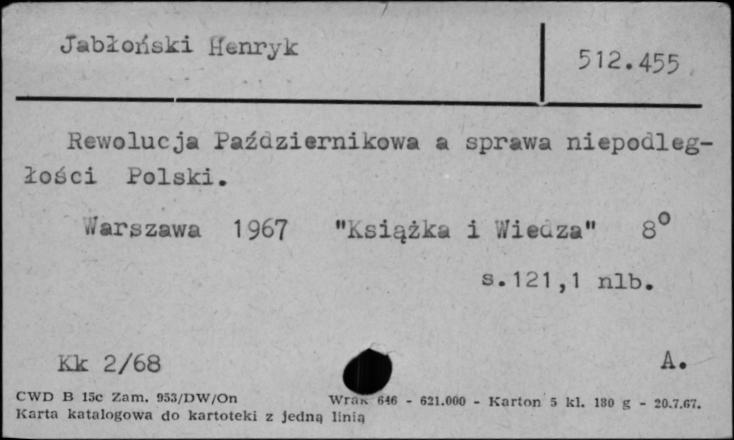 Jabłoński Henryk
512.455
Rewolucja Październikowa a sprawa niepodleg-
łości Polski.
Warszawa 1967 "Książka i Wiedza" 8°
s.121,1 nlb.
Kk 2/68 A.
CWD B 15c Zam. 953/DW/On Wrak 646 - 621.000 - Karton 5 kl. 180 g - 20.7.67.
Karta katalogowa do kartoteki z jedną linią